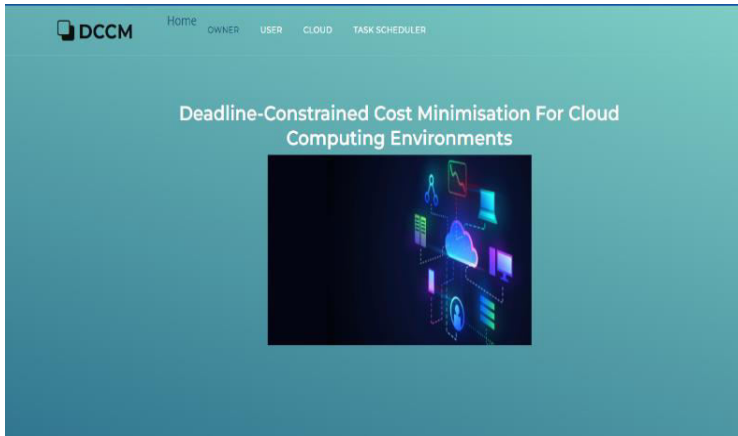 DCCM
Home OWNER USER CLOUD TASK SCHEDULER
Deadline-Constrained Cost Minimisation For Cloud
Computing Environments